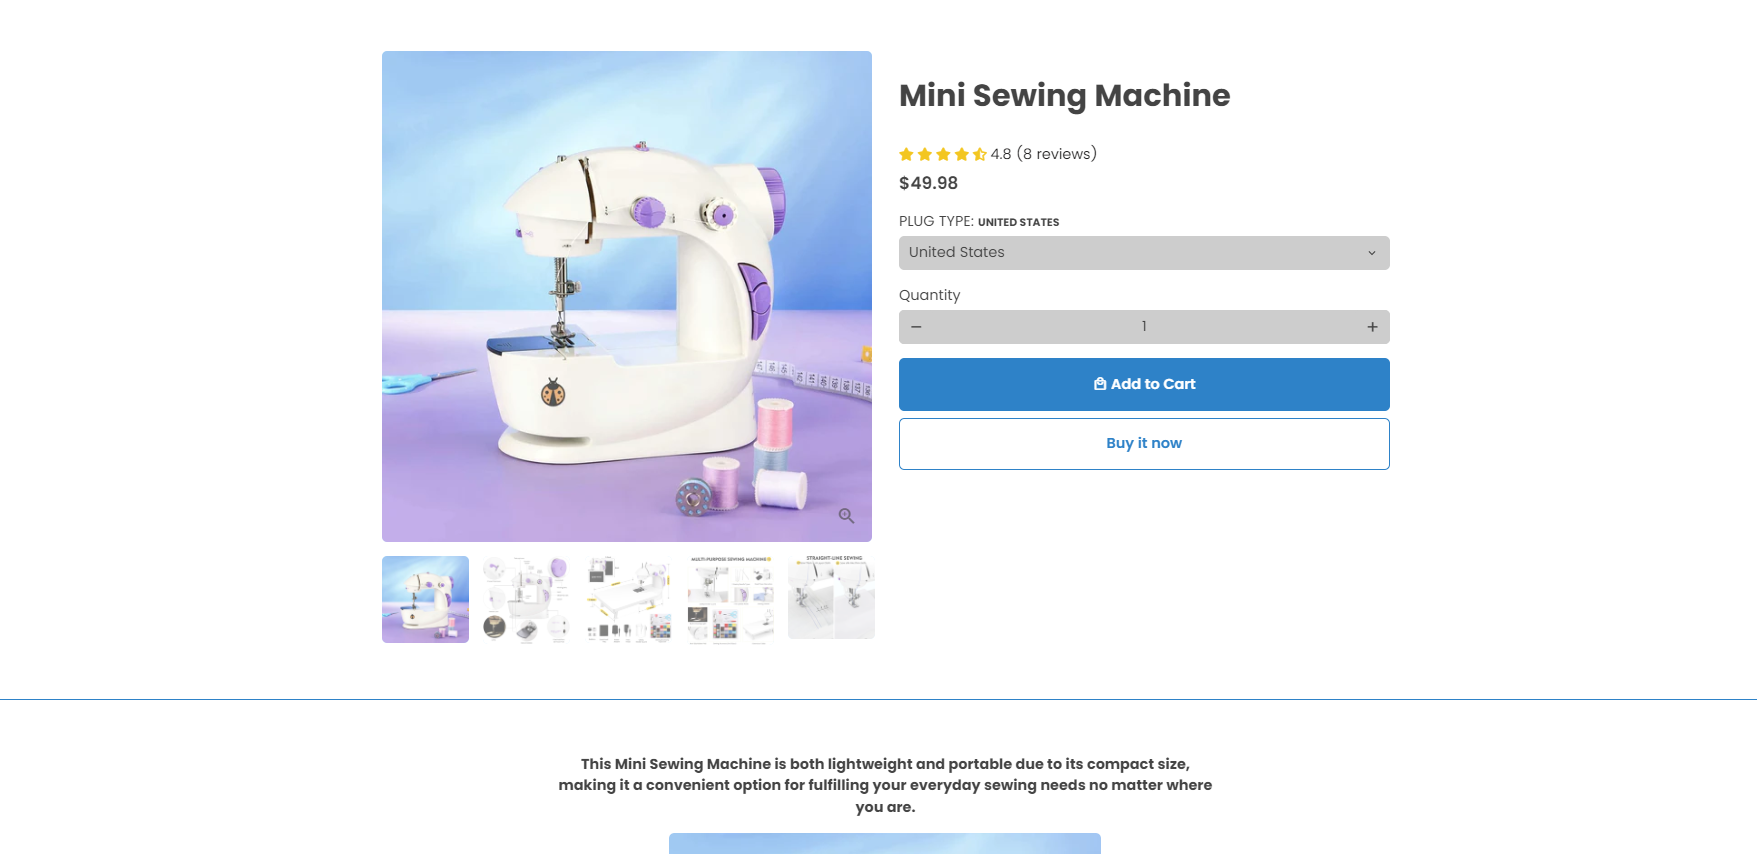 Mini Sewing Machine
4.8 (8 reviews)
$49.98
PLUG TYPE: UNITED STATES
United States
Quantity
1
Add to Cart
Buy it now
MULTI-PURPOSE SEWING MACHINE
STRAIGHT-LINE SEWING
This Mini Sewing Machine is both lightweight and portable due to its compact size,
making it a convenient option for fulfilling your everyday sewing needs no matter where
you are.